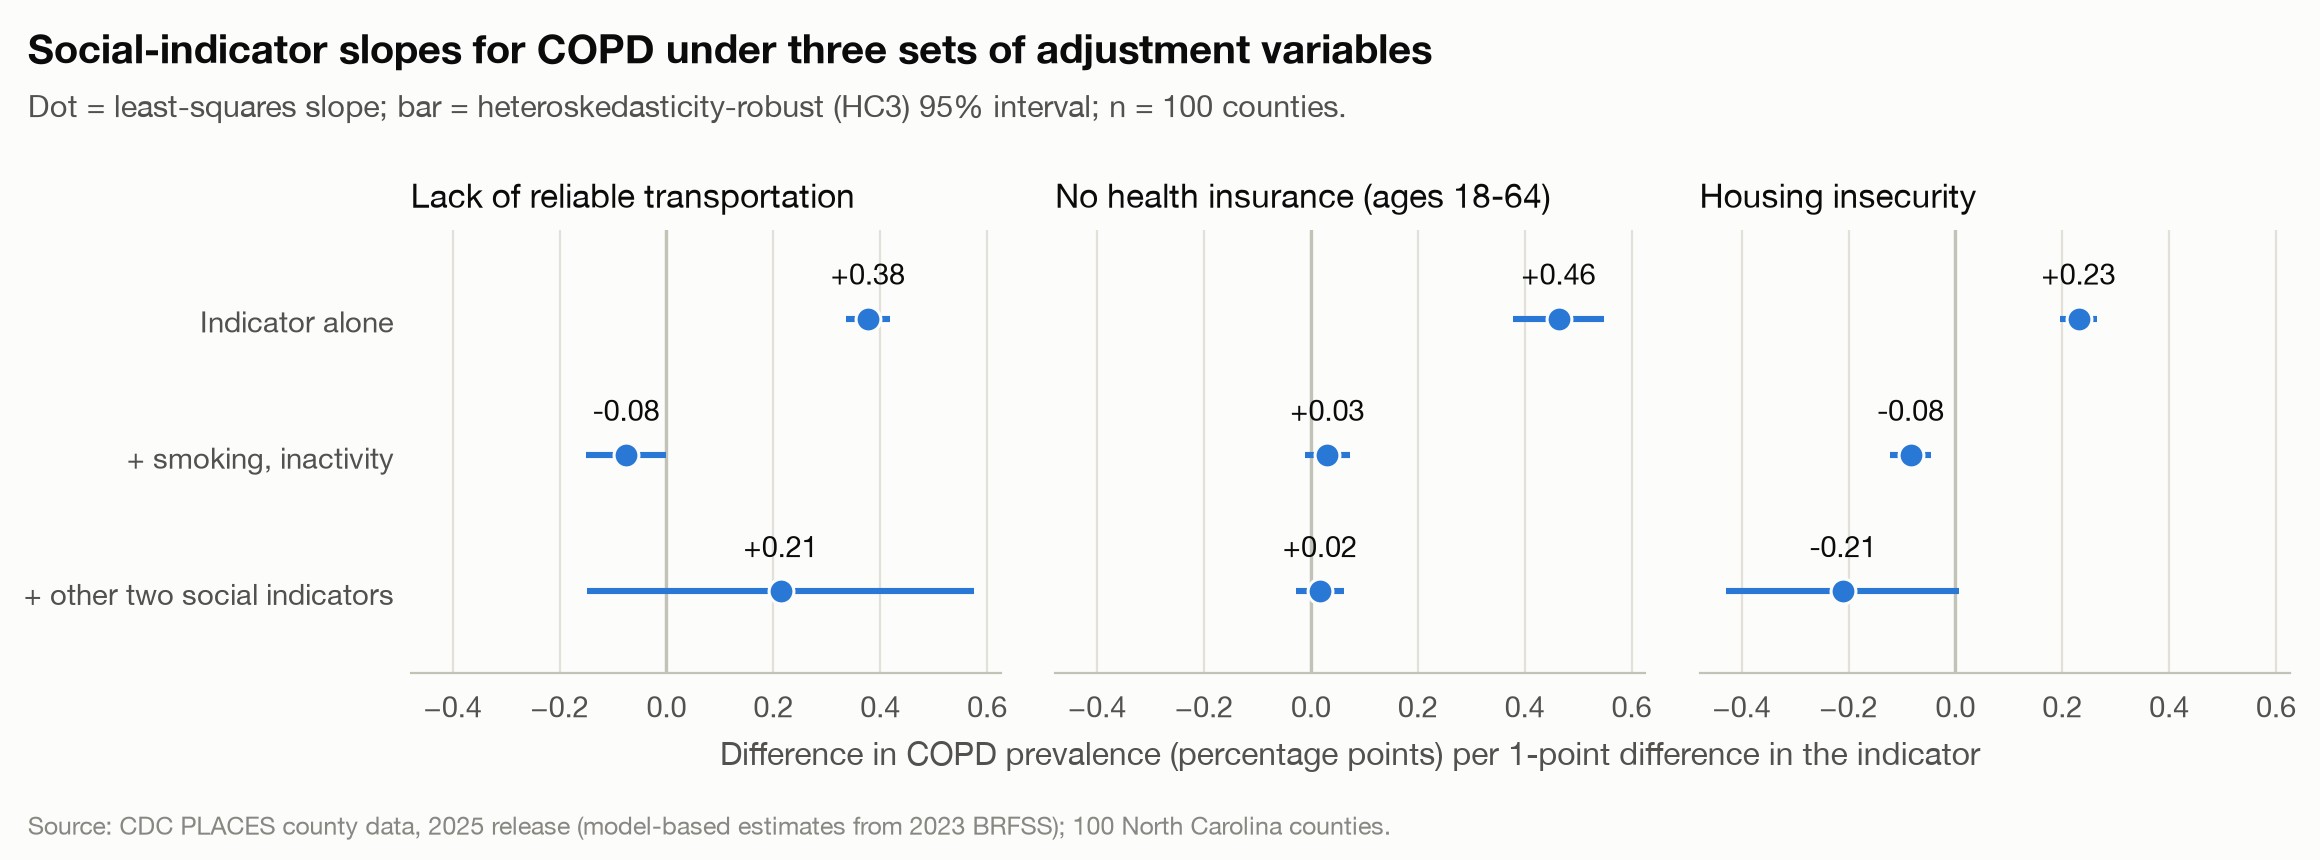 Social-indicator slopes for COPD under three sets of adjustment variables
Dot = least-squares slope; bar = heteroskedasticity-robust (HC3) 95% interval; n = 100 counties.
Lack of reliable transportation
No health insurance (ages 18-64)
Housing insecurity
Indicator alone
+0.38
+0.46
+0.23
+ smoking, inactivity
-0.08
+0.03
-0.08
+ other two social indicators
+0.21
+0.02
-0.21
−0.4 −0.2 0.0 0.2 0.4 0.6
−0.4 −0.2 0.0 0.2 0.4 0.6
−0.4 −0.2 0.0 0.2 0.4 0.6
Difference in COPD prevalence (percentage points) per 1-point difference in the indicator
Source: CDC PLACES county data, 2025 release (model-based estimates from 2023 BRFSS); 100 North Carolina counties.